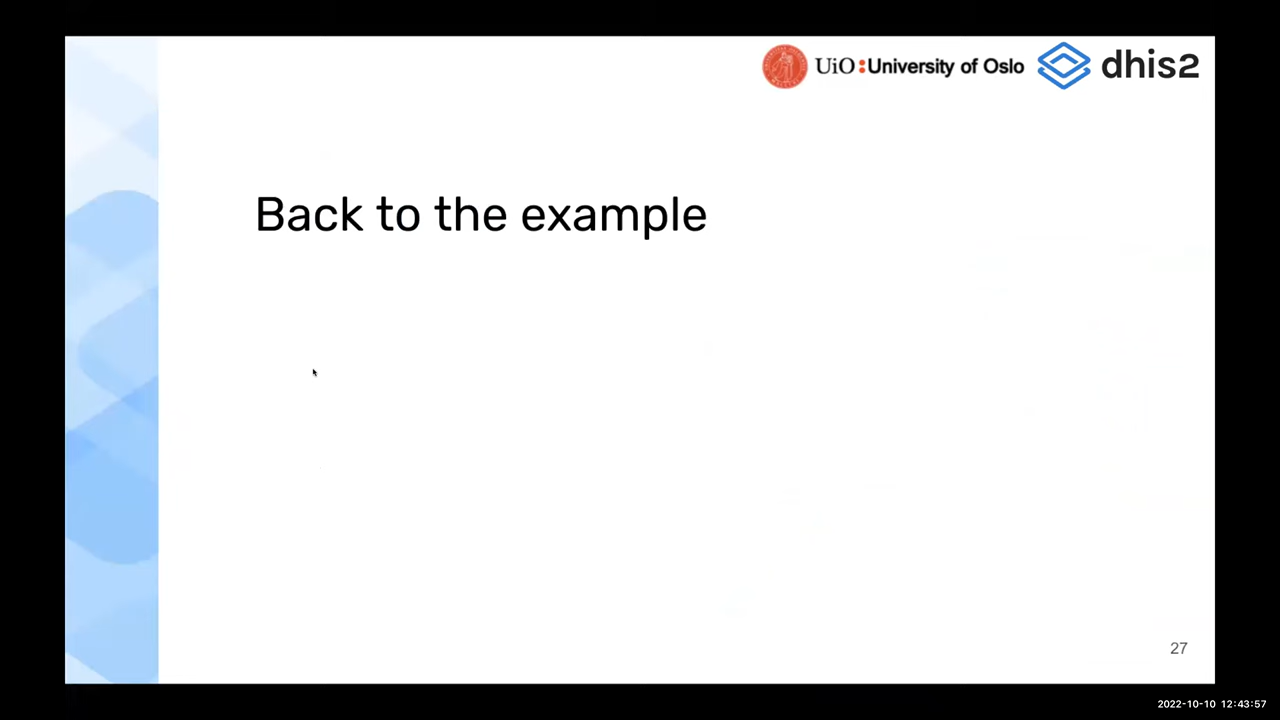 UiO:University of Oslo dhis2
Back to the example
27
2022-10-10 12:43:57